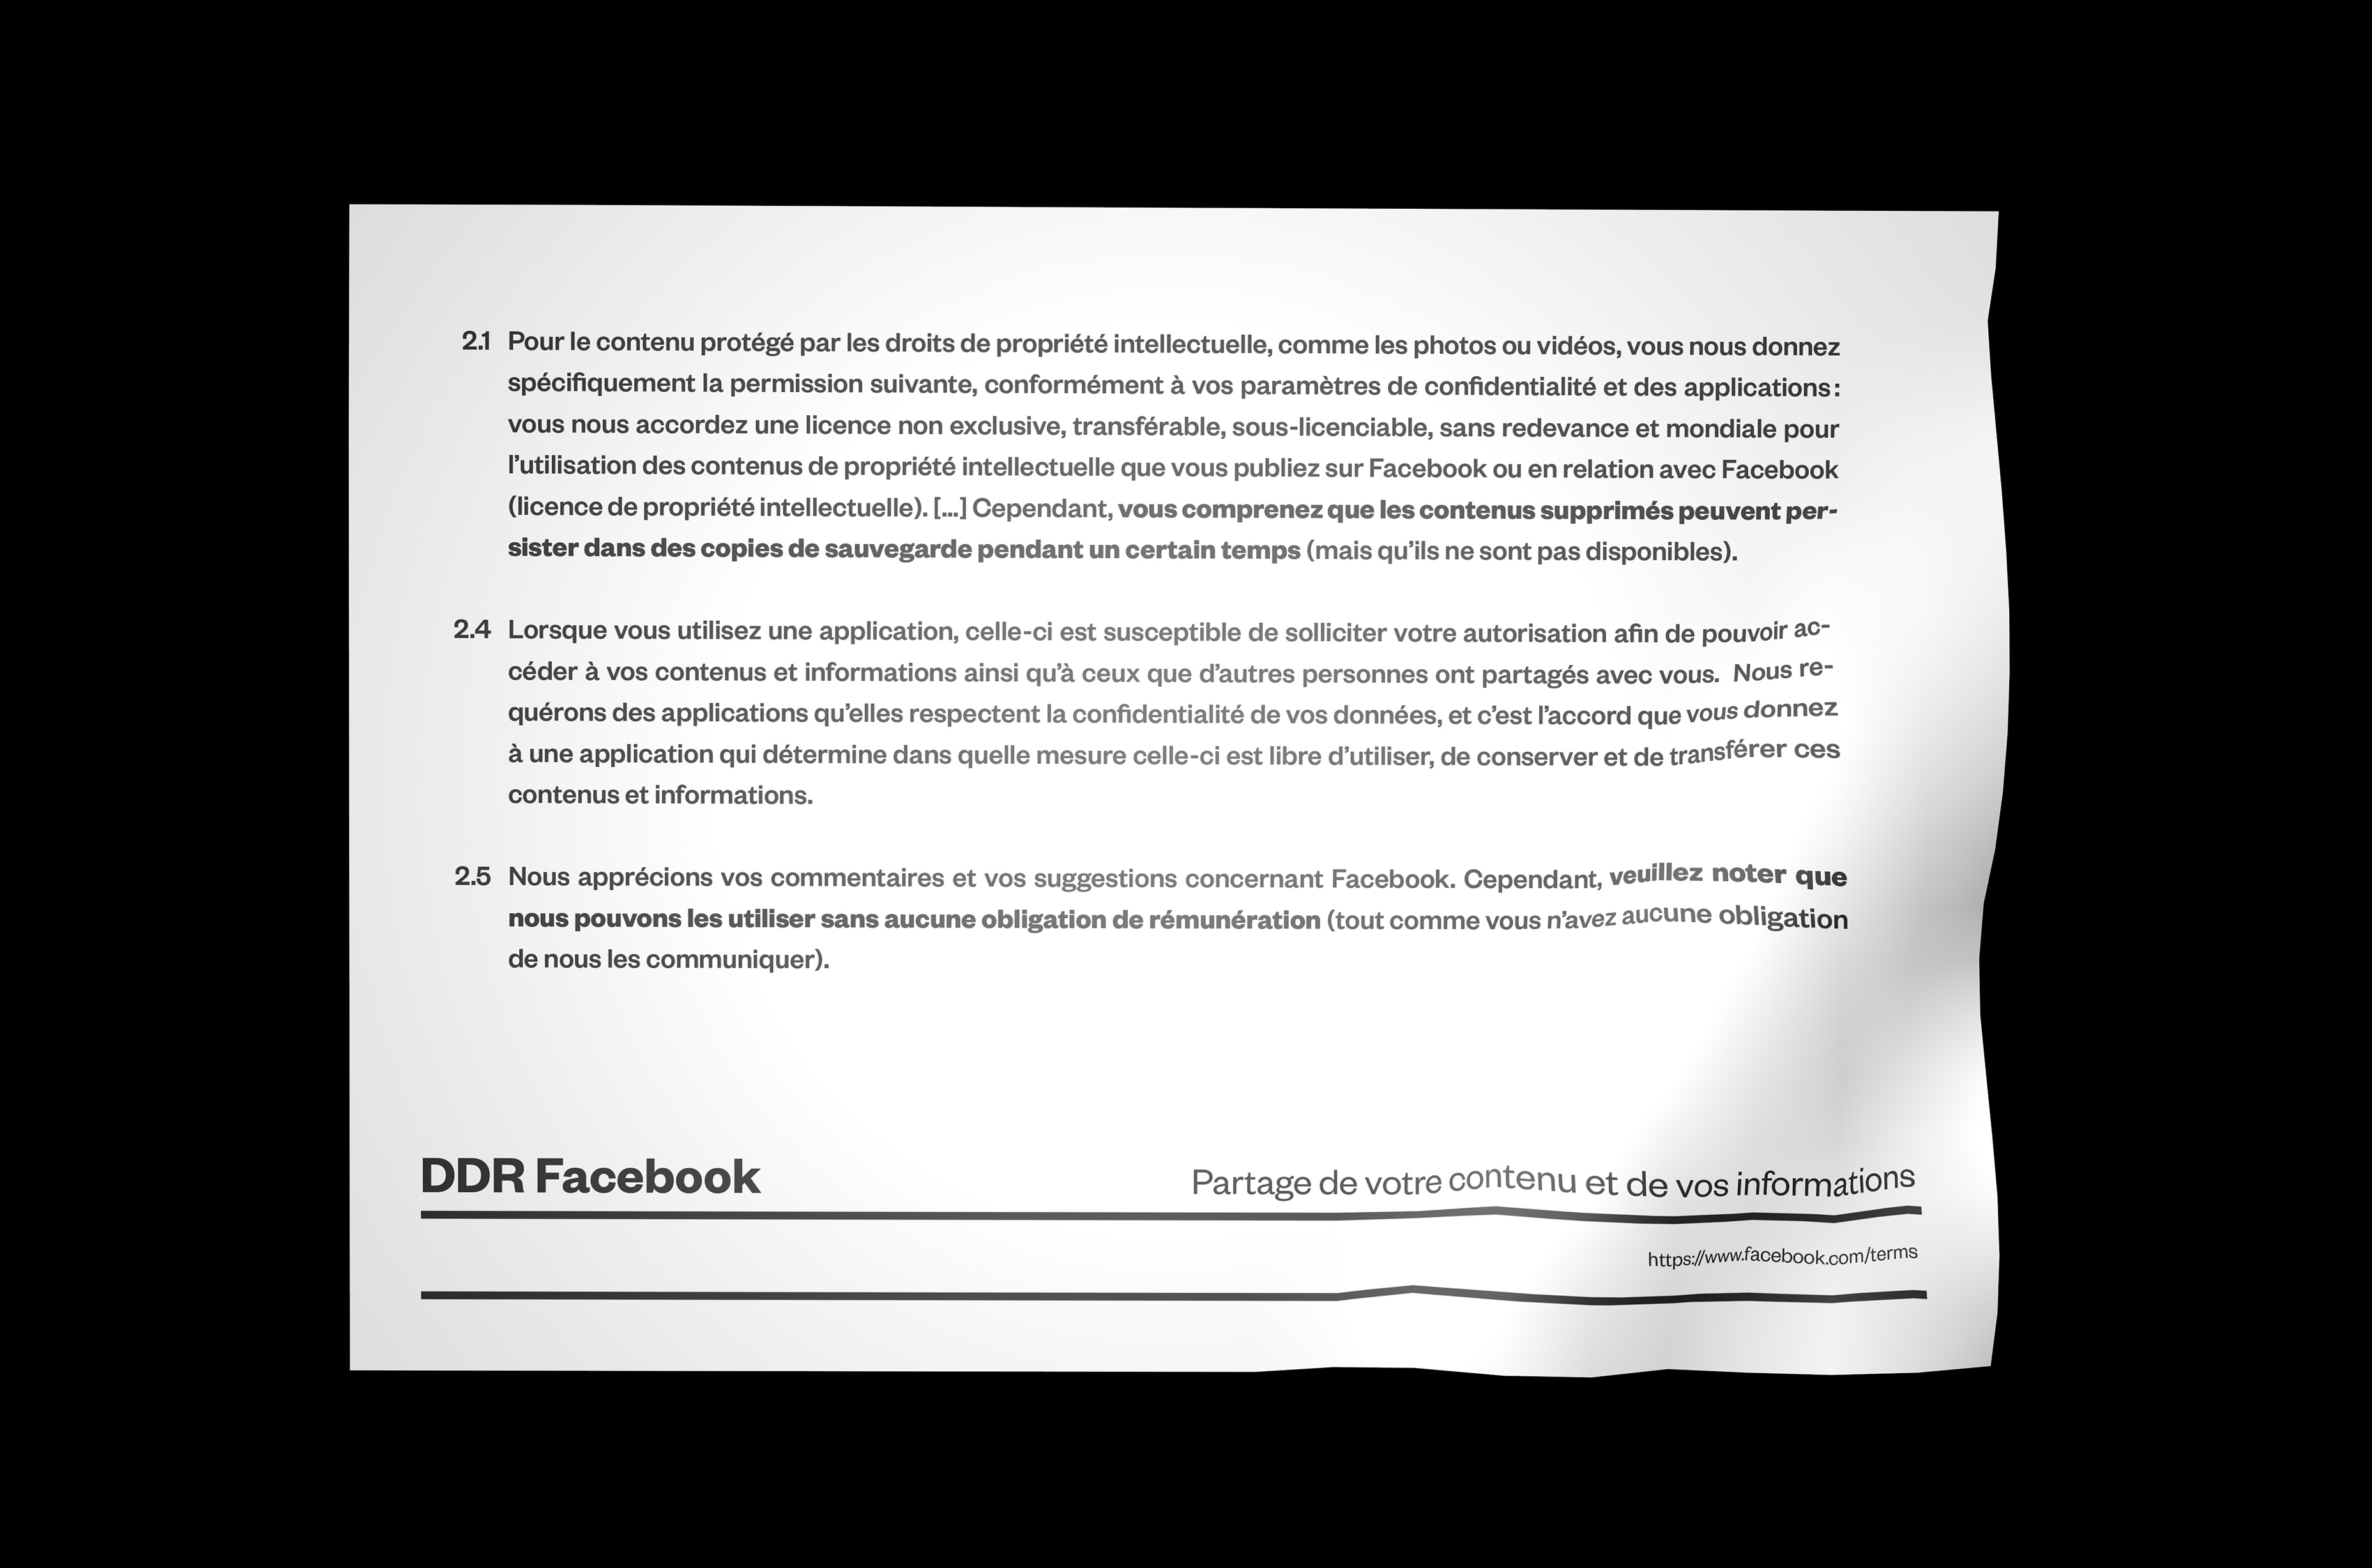 2.1 Pour le contenu protégé par les droits de propriété intellectuelle, comme les photos ou vidéos, vous nous donnez
spécifiquement la permission suivante, conformément à vos paramètres de confidentialité et des applications :
vous nous accordez une licence non exclusive, transférable, sous-licenciable, sans redevance et mondiale pour
l’utilisation des contenus de propriété intellectuelle que vous publiez sur Facebook ou en relation avec Facebook
(licence de propriété intellectuelle). [...] Cependant, vous comprenez que les contenus supprimés peuvent per-
sister dans des copies de sauvegarde pendant un certain temps (mais qu’ils ne sont pas disponibles).
2.4 Lorsque vous utilisez une application, celle-ci est susceptible de solliciter votre autorisation afin de pouvoir ac-
céder à vos contenus et informations ainsi qu’à ceux que d’autres personnes ont partagés avec vous. Nous re-
quérons des applications qu’elles respectent la confidentialité de vos données, et c’est l’accord que vous donnez
à une application qui détermine dans quelle mesure celle-ci est libre d’utiliser, de conserver et de transférer ces
contenus et informations.
2.5 Nous apprécions vos commentaires et vos suggestions concernant Facebook. Cependant, veuillez noter que
nous pouvons les utiliser sans aucune obligation de rémunération (tout comme vous n’avez aucune obligation
de nous les communiquer).
DDR Facebook
Partage de votre contenu et de vos informations
https://www.facebook.com/terms